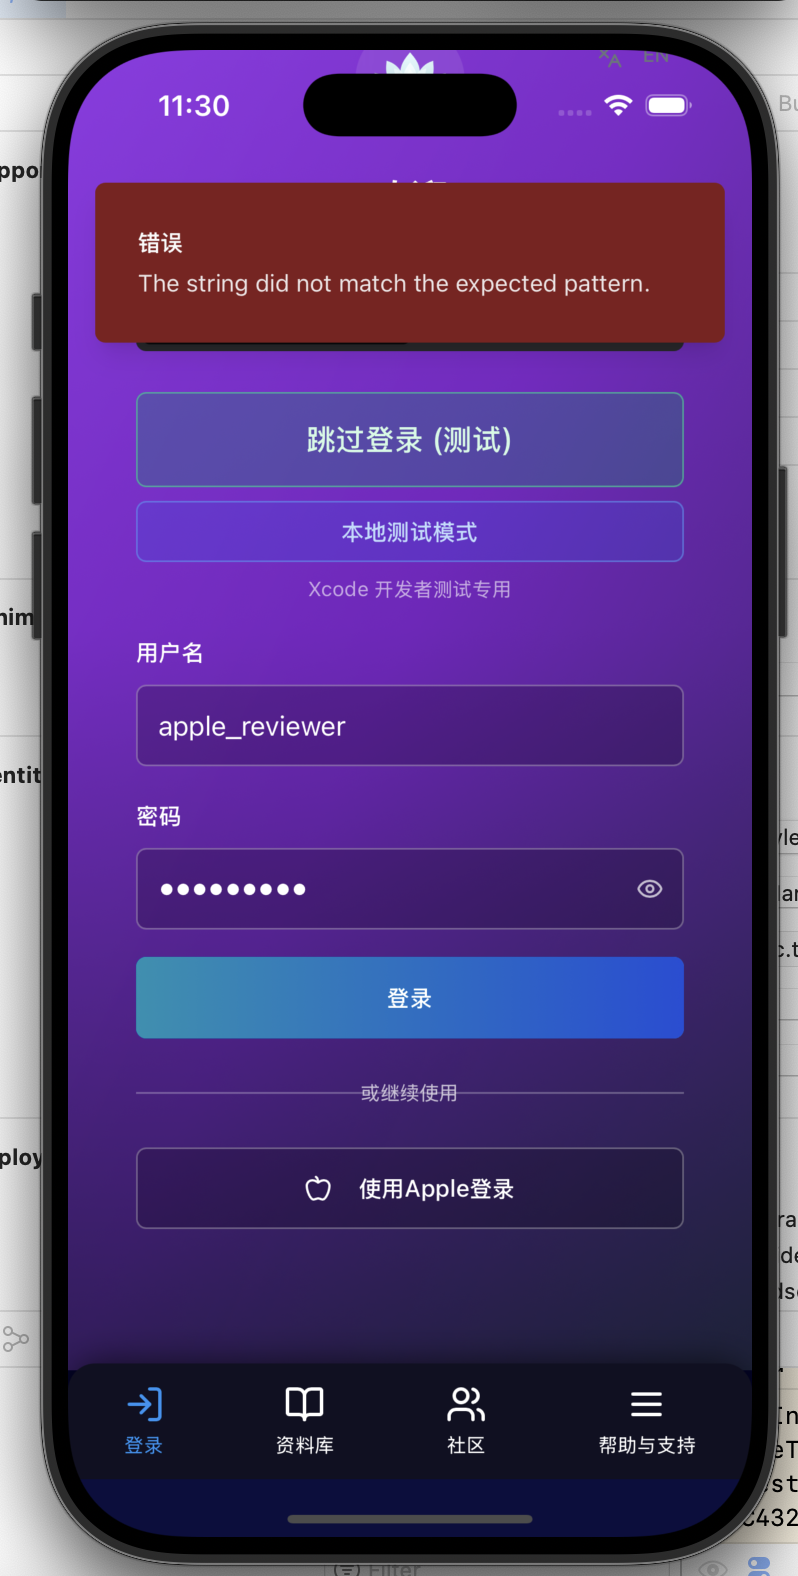 EN
11:30
错误
The string did not match the expected pattern.
跳过登录 (测试)
本地测试模式
Xcode 开发者测试专用
用户名
apple_reviewer
密码
登录
或继续使用
使用Apple登录
登录
资料库
社区
帮助与支持
Filter